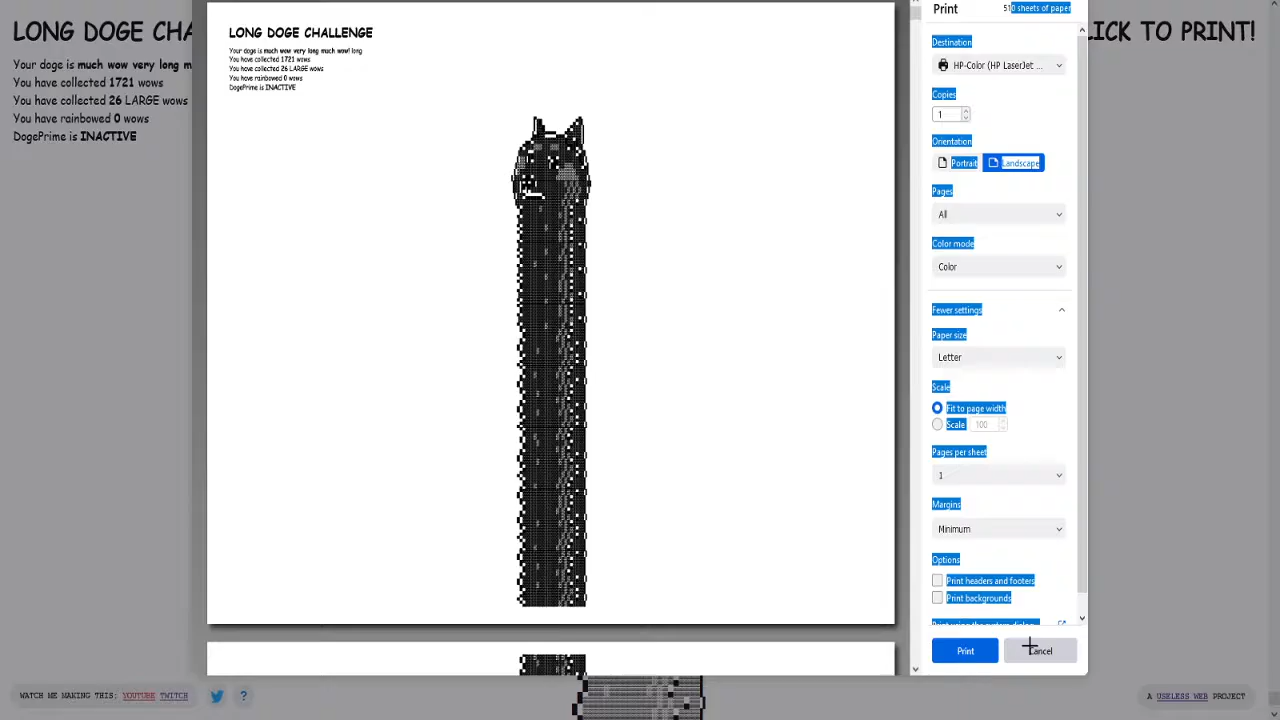 LONG DOGE CHA
Your doge is much wow very long m
You have collected 1721 wows
You have collected 26 LARGE wows
You have rainbowed 0 wows
DogePrime is INACTIVE
LONG DOGE CHALLENGE
Your doge is much wow very long much wow! long
You have collected 1721 wows
You have collected 26 LARGE wows
You have rainbowed 0 wows
DogePrime is INACTIVE
Print
510 sheets of paper
Destination
HP-Color (HP LaserJet ...
Copies
1
Orientation
Portrait
Landscape
Pages
All
Color mode
Color
Fewer settings
Paper size
Letter
Scale
Fit to page width
Scale
100
Pages per sheet
1
Margins
Minimum
Options
Print headers and footers
Print backgrounds
Print using the system dialog...
Print
Cancel
ICK TO PRINT!
WATCH ME MAKING THIS: YOUTUBE TWITCH
?
A USELESS WEB PROJECT